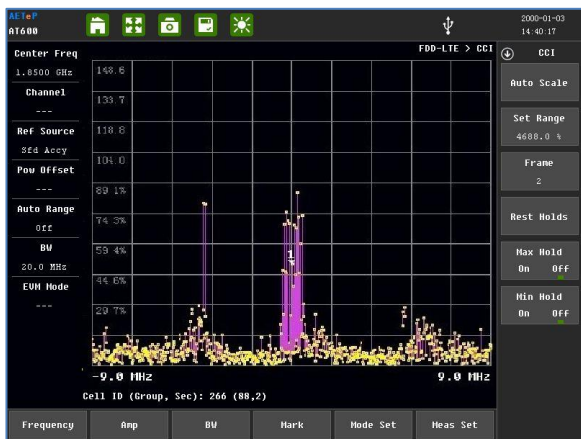 AETeP
AT600
2000-01-03
14:40:17
FDD-LTE > CCI
Center Freq
1.8500 GHz
Channel
---
Ref Source
Sfd Accy
Pow Offset
---
Auto Range
Off
BW
20.0 MHz
EVM Mode
---
148.6
133.7
118.8
104.0
89 1%
74 3%
59 4%
44.6%
29 7%
1
-9.0 MHz
9.0 MHz
Cell ID (Group, Sec): 266 (88,2)
CCI
Auto Scale
Set Range
4688.0 %
Frame
2
Rest Holds
Max Hold
On Off
Min Hold
On Off
Frequency
Amp
BW
Mark
Mode Set
Meas Set